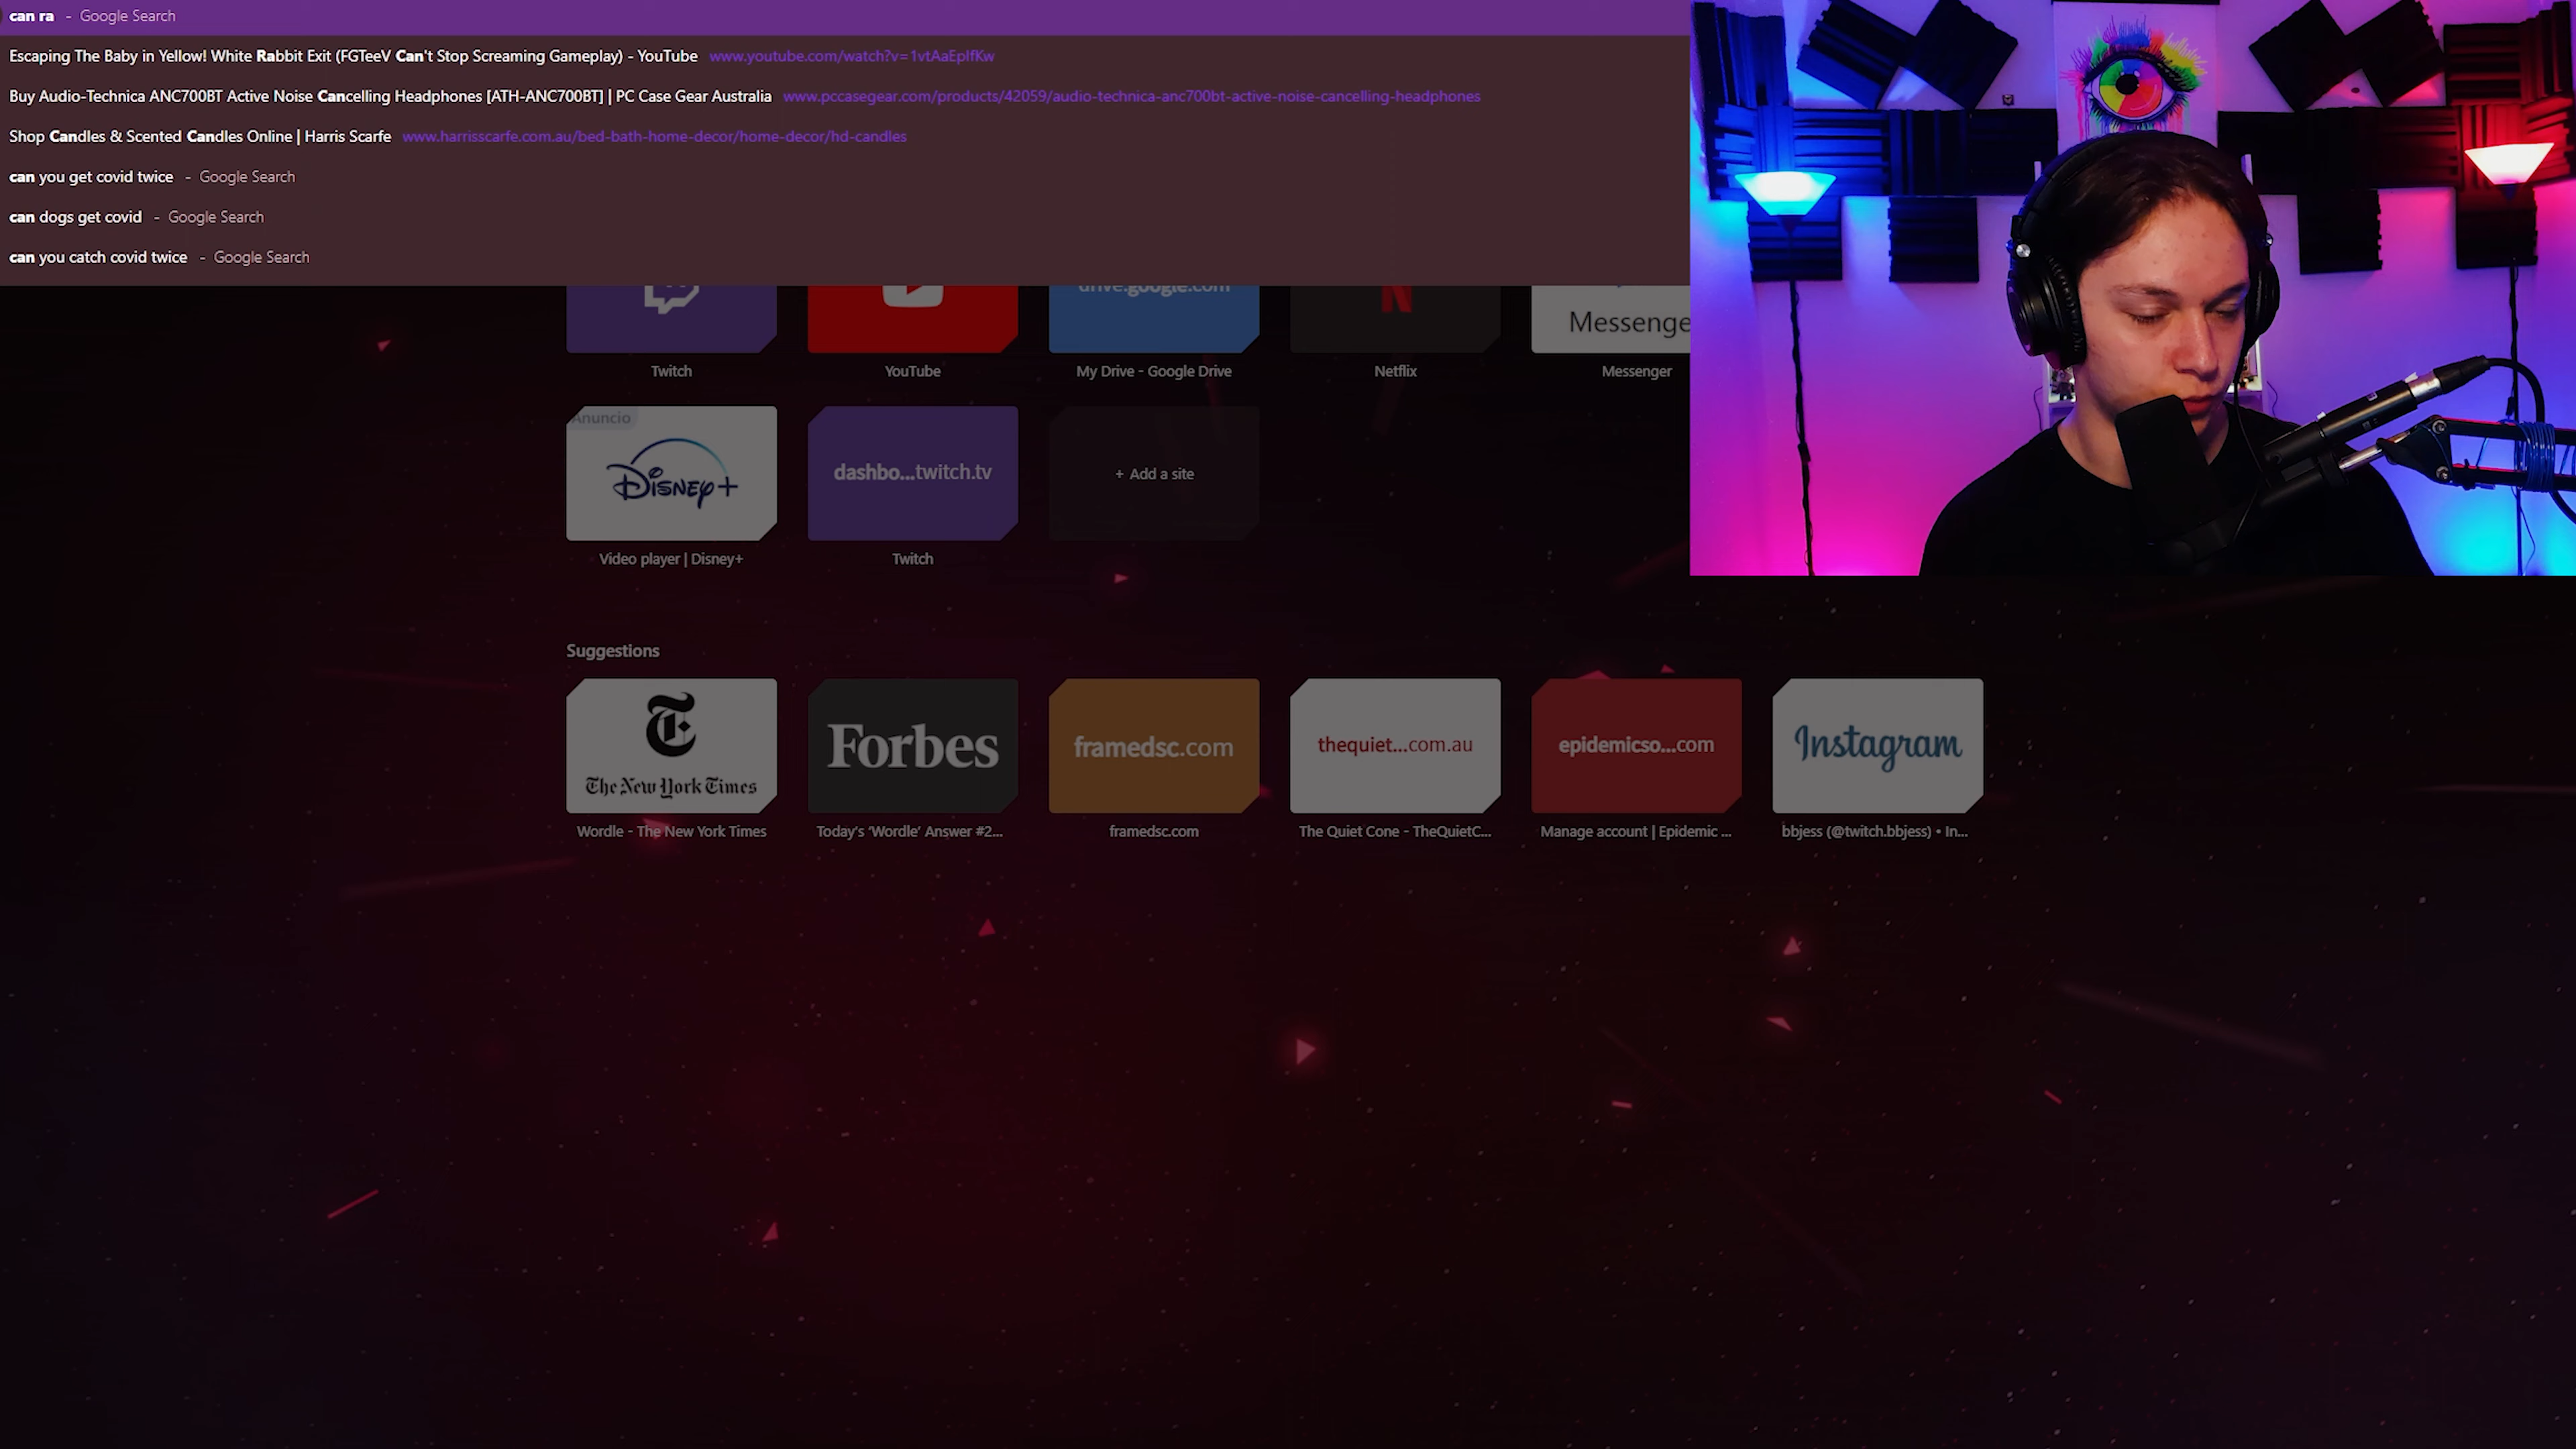 can ra - Google Search
Escaping The Baby in Yellow! White Rabbit Exit (FGTeeV Can't Stop Screaming Gameplay) - YouTube www.youtube.com/watch?v=1vtAaEplfKw
Buy Audio-Technica ANC700BT Active Noise Cancelling Headphones [ATH-ANC700BT] | PC Case Gear Australia www.pccasegear.com/products/42059/audio-technica-anc700bt-active-noise-cancelling-headphones
Shop Candles & Scented Candles Online | Harris Scarfe www.harrisscarfe.com.au/bed-bath-home-decor/home-decor/hd-candles
can you get covid twice - Google Search
can dogs get covid - Google Search
can you catch covid twice - Google Search
drive.google.com
N
Messenge
Twitch
YouTube
My Drive - Google Drive
Netflix
Messenger
Anuncio
Disney+
dashbo...twitch.tv
+ Add a site
Video player | Disney+
Twitch
Suggestions
The New York Times
Forbes
framedsc.com
thequiet...com.au
epidemicso...com
Instagram
Wordle - The New York Times
Today's 'Wordle' Answer #2...
framedsc.com
The Quiet Cone - TheQuietC...
Manage account | Epidemic ...
bbjess (@twitch.bbjess) • In...